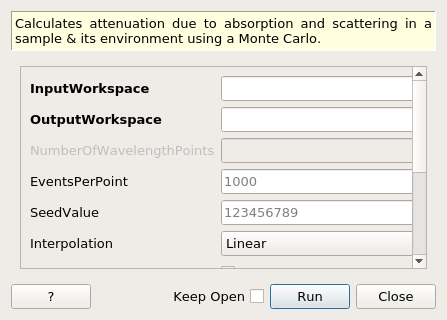 Calculates attenuation due to absorption and scattering in a
sample & its environment using a Monte Carlo.
InputWorkspace
OutputWorkspace
NumberOfWavelengthPoints
EventsPerPoint 1000
SeedValue 123456789
Interpolation Linear
? Keep Open Run Close